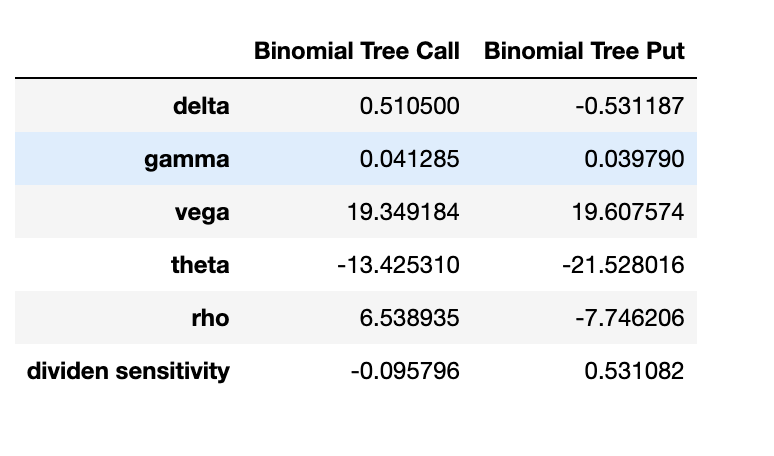 Binomial Tree Call Binomial Tree Put
delta 0.510500 -0.531187
gamma 0.041285 0.039790
vega 19.349184 19.607574
theta -13.425310 -21.528016
rho 6.538935 -7.746206
dividen sensitivity -0.095796 0.531082